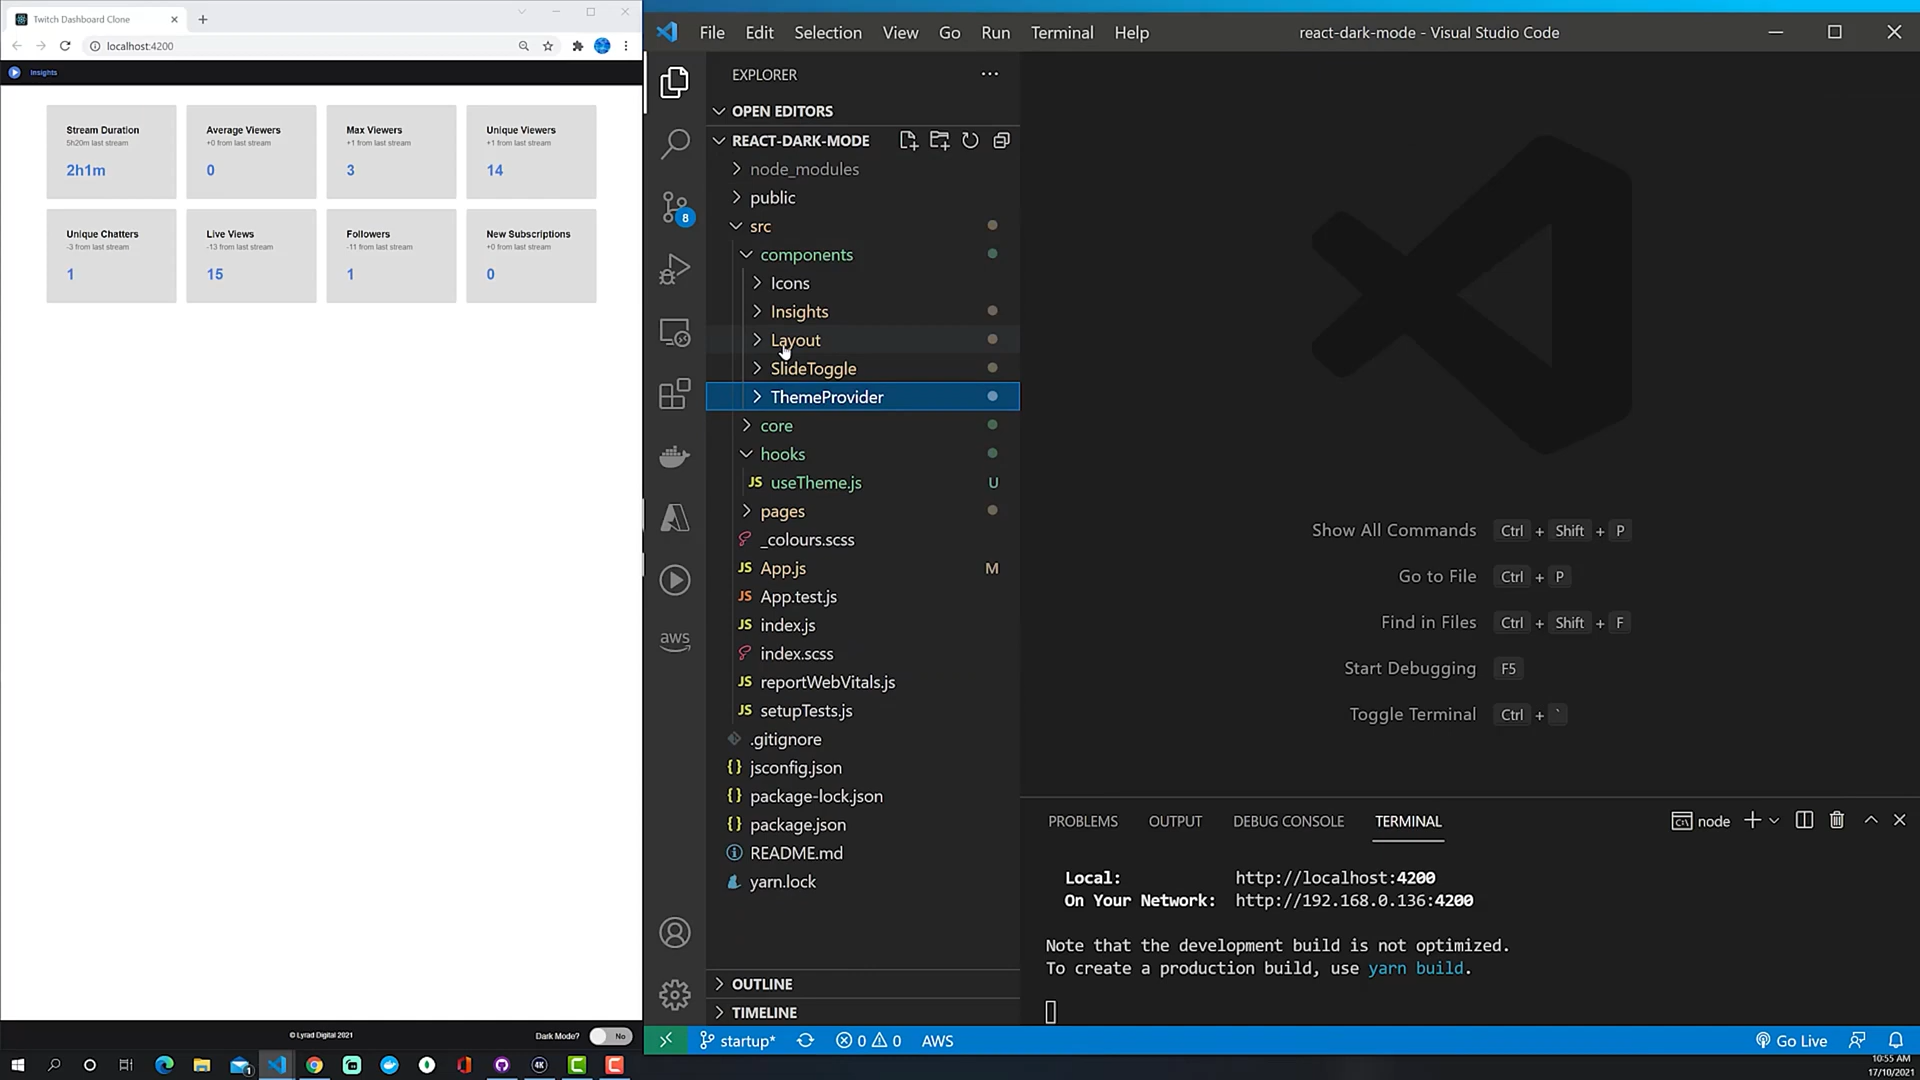 Twitch Dashboard Clone
localhost:4200
Insights
Stream Duration
5h20m from last stream
2h1m
Average Viewers
+0 from last stream
0
Max Viewers
+1 from last stream
3
Unique Viewers
+1 from last stream
14
Unique Chatters
-3 from last stream
1
Live Views
-13 from last stream
15
Followers
-11 from last stream
1
New Subscriptions
+0 from last stream
0
© Lyrad Digital 2021
Dark Mode?
No
File Edit Selection View Go Run Terminal Help
react-dark-mode - Visual Studio Code
8
aws
EXPLORER
OPEN EDITORS
REACT-DARK-MODE
node_modules
public
src
components
Icons
Insights
Layout
SlideToggle
ThemeProvider
core
hooks
JS useTheme.js U
pages
_colours.scss
JS App.js M
JS App.test.js
JS index.js
index.scss
JS reportWebVitals.js
JS setupTests.js
.gitignore
{} jsconfig.json
{} package-lock.json
{} package.json
README.md
yarn.lock
OUTLINE
TIMELINE
Show All Commands Ctrl + Shift + P
Go to File Ctrl + P
Find in Files Ctrl + Shift + F
Start Debugging F5
Toggle Terminal Ctrl + `
PROBLEMS OUTPUT DEBUG CONSOLE TERMINAL
node
Local: http://localhost:4200
On Your Network: http://192.168.0.136:4200
Note that the development build is not optimized.
To create a production build, use yarn build.
startup* 0 0 AWS
Go Live
1
4K
10:55 AM
17/10/2021